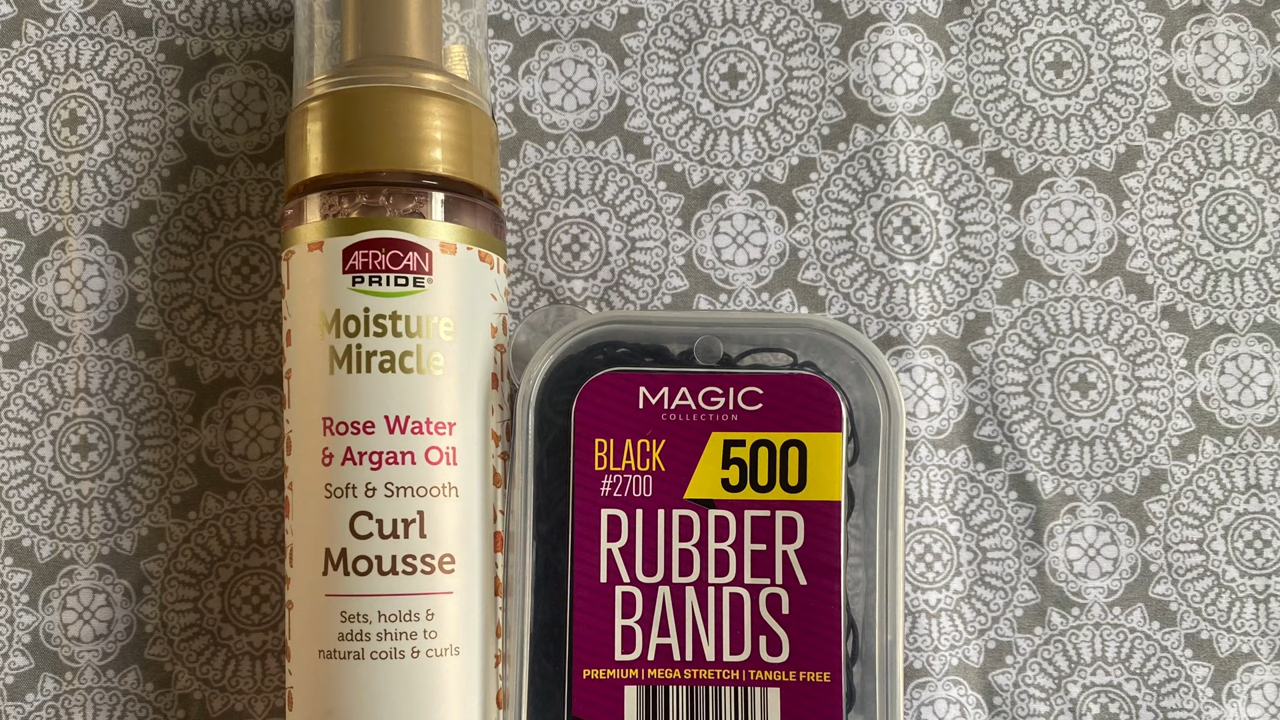 AFRICAN
PRIDE®
Moisture
Miracle
Rose Water
& Argan Oil
Soft & Smooth
Curl
Mousse
Sets, holds &
adds shine to
natural coils & curls
MAGIC
COLLECTION
BLACK
#2700
500
RUBBER
BANDS
PREMIUM | MEGA STRETCH | TANGLE FREE